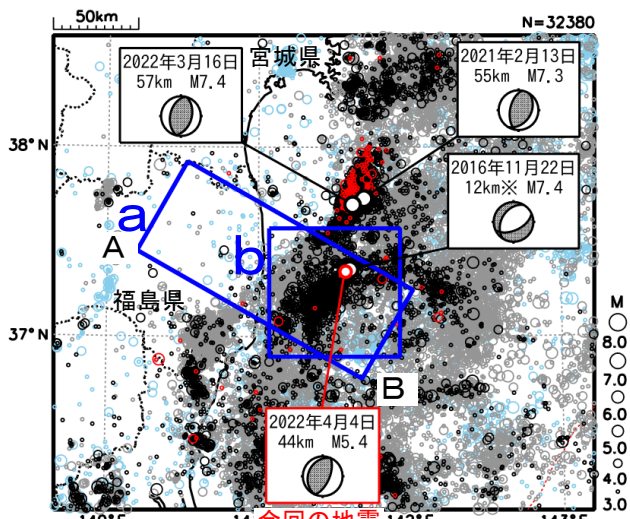 50km
N=32380
2022年3月16日
57km M7.4
宮城県
2021年2月13日
55km M7.3
38°N
2016年11月22日
12km※ M7.4
a
A
b
福島県
37°N
M
8.0
7.0
6.0
5.0
4.0
3.0
B
2022年4月4日
44km M5.4
今回の地震